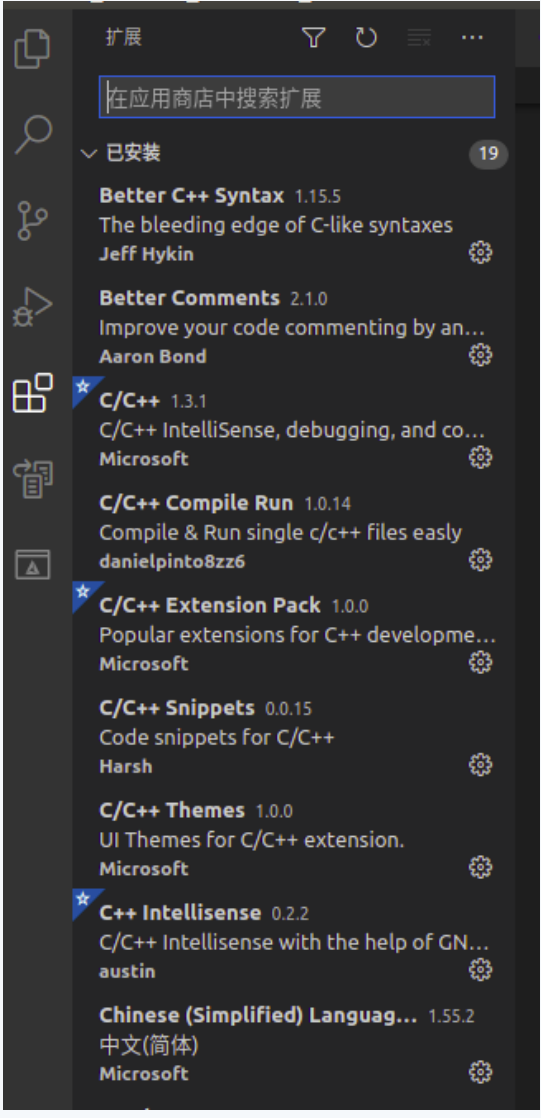 扩展
在应用商店中搜索扩展
已安装 19
Better C++ Syntax 1.15.5
The bleeding edge of C-like syntaxes
Jeff Hykin
Better Comments 2.1.0
Improve your code commenting by an...
Aaron Bond
C/C++ 1.3.1
C/C++ IntelliSense, debugging, and co...
Microsoft
C/C++ Compile Run 1.0.14
Compile & Run single c/c++ files easly
danielpinto8zz6
C/C++ Extension Pack 1.0.0
Popular extensions for C++ developme...
Microsoft
C/C++ Snippets 0.0.15
Code snippets for C/C++
Harsh
C/C++ Themes 1.0.0
UI Themes for C/C++ extension.
Microsoft
C++ Intellisense 0.2.2
C/C++ Intellisense with the help of GN...
austin
Chinese (Simplified) Languag... 1.55.2
中文(简体)
Microsoft